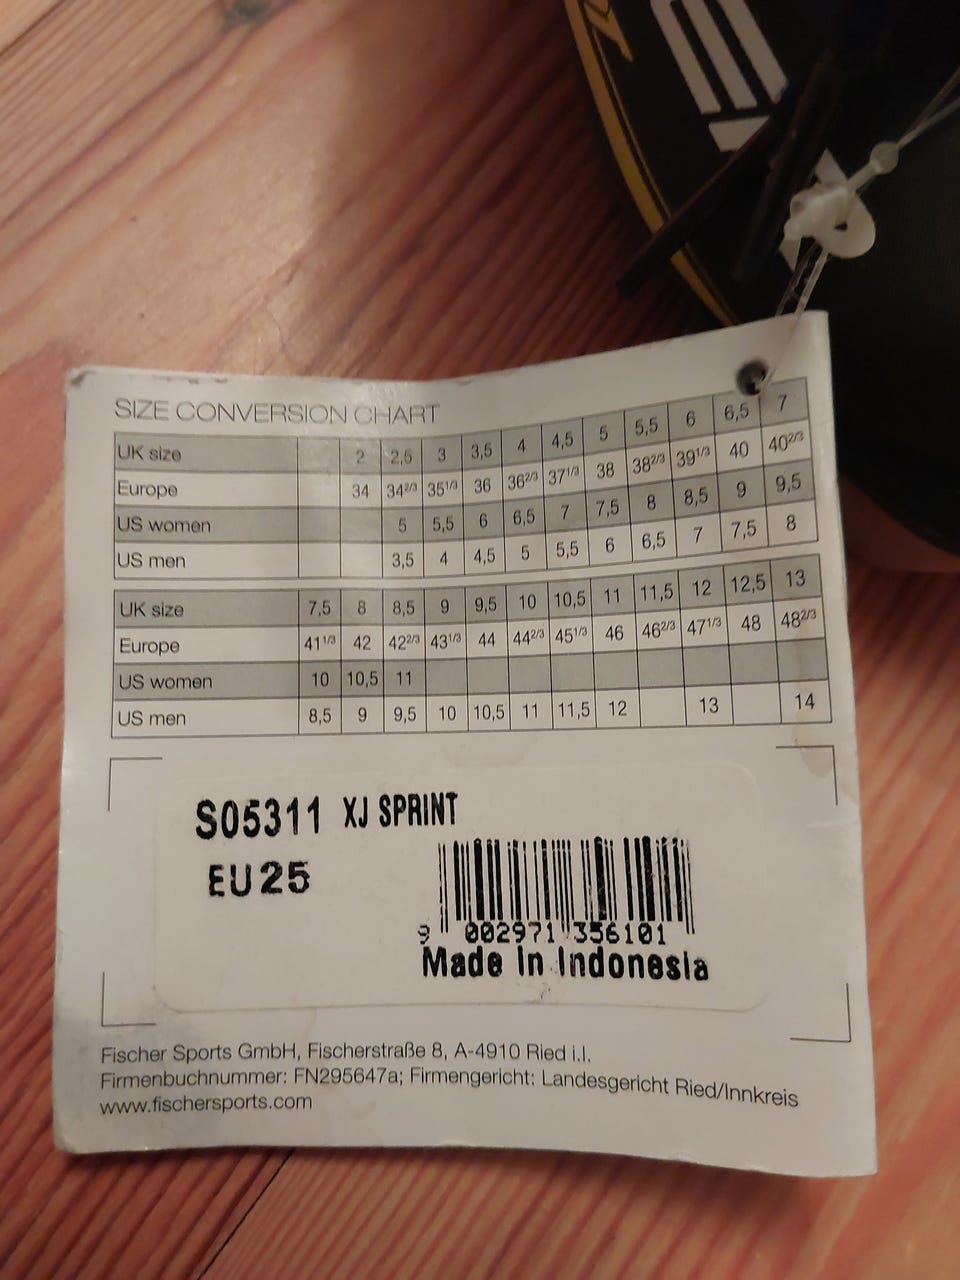 SIZE CONVERSION CHART
UK size 2 2,5 3 3,5 4 4,5 5 5,5 6 6,5 7
Europe 34 342/3 351/3 36 362/3 371/3 38 382/3 391/3 40 402/3
US women 5 5,5 6 6,5 7 7,5 8 8,5 9 9,5
US men 3,5 4 4,5 5 5,5 6 6,5 7 7,5 8
UK size 7,5 8 8,5 9 9,5 10 10,5 11 11,5 12 12,5 13
Europe 411/3 42 422/3 431/3 44 442/3 451/3 46 462/3 471/3 48 482/3
US women 10 10,5 11
US men 8,5 9 9,5 10 10,5 11 11,5 12 13 14
S05311 XJ SPRINT
EU25
9 002971 356101
Made in Indonesia
Fischer Sports GmbH, Fischerstraße 8, A-4910 Ried i.I.
Firmenbuchnummer: FN295647a; Firmengericht: Landesgericht Ried/Innkreis
www.fischersports.com